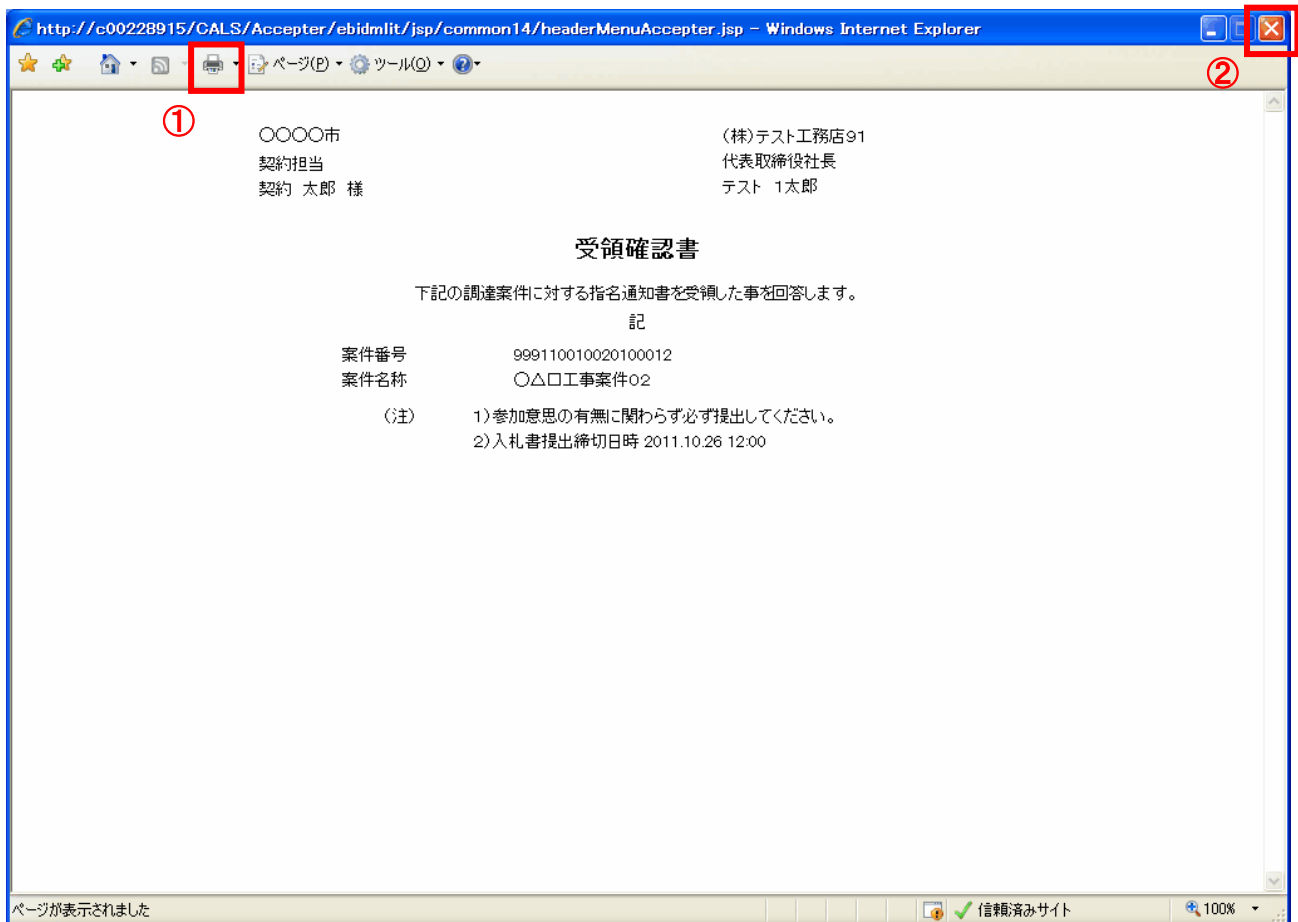 http://c00228915/CALS/Accepter/ebidmlit/jsp/common14/headerMenuAccepter.jsp - Windows Internet Explorer
ページ(P) ツール(O)
①
②
〇〇〇〇市
契約担当
契約 太郎 様
(株)テスト工務店91
代表取締役社長
テスト 1太郎
受領確認書
下記の調達案件に対する指名通知書を受領した事を回答します。
記
案件番号 999110010020100012
案件名称 〇△口工事案件02
(注) 1)参加意思の有無に関わらず必ず提出してください。
2)入札書提出締切日時 2011.10.26 12:00
ページが表示されました 信頼済みサイト 100%